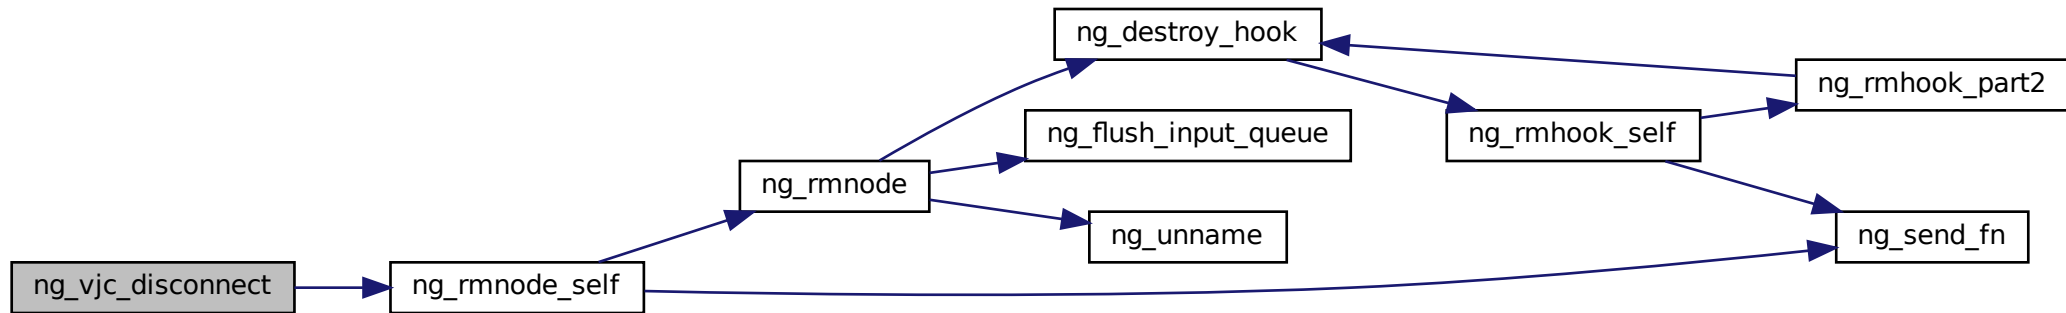 ng_destroy_hook
ng_rmhook_part2
ng_flush_input_queue
ng_rmhook_self
ng_rmnode
ng_unname
ng_send_fn
ng_vjc_disconnect
ng_rmnode_self